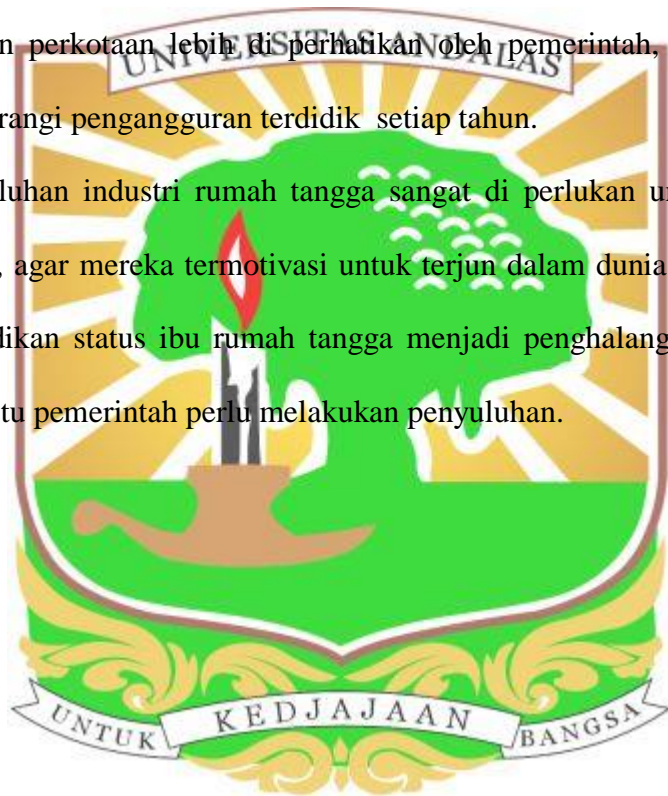 n perkotaan lebih di perhatikan oleh pemerintah,
UNIVERSITAS ANDALAS
rangi pengangguran terdidik setiap tahun.
luhan industri rumah tangga sangat di perlukan u
, agar mereka termotivasi untuk terjun dalam dunia
dikan status ibu rumah tangga menjadi penghalang
tu pemerintah perlu melakukan penyuluhan.
UNTUK KEDJAJAAN BANGSA